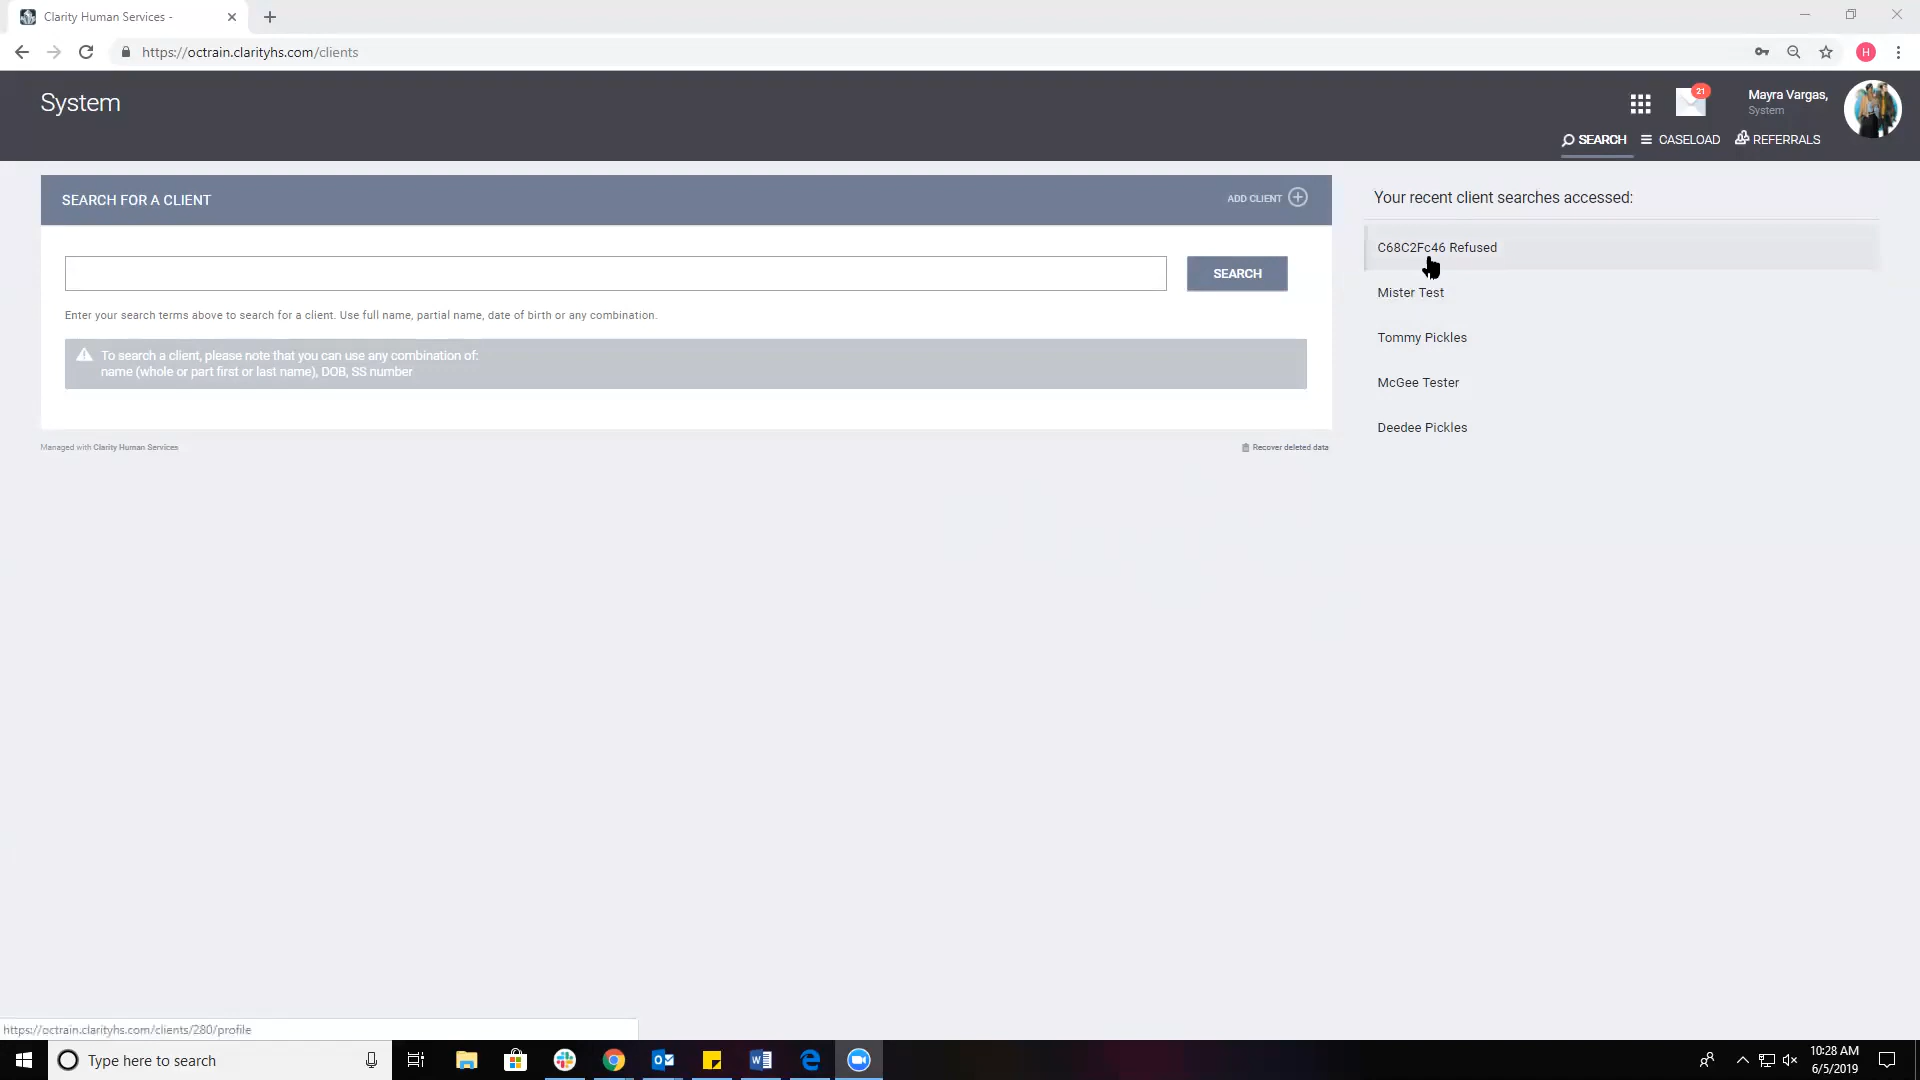 Clarity Human Services -
https://octrain.clarityhs.com/clients
H
System
21
Mayra Vargas,
System
SEARCH
CASELOAD
REFERRALS
SEARCH FOR A CLIENT
ADD CLIENT
SEARCH
Enter your search terms above to search for a client. Use full name, partial name, date of birth or any combination.
To search a client, please note that you can use any combination of:
name (whole or part first or last name), DOB, SS number
Managed with Clarity Human Services
Recover deleted data
Your recent client searches accessed:
C68C2Fc46 Refused
Mister Test
Tommy Pickles
McGee Tester
Deedee Pickles
https://octrain.clarityhs.com/clients/280/profile
Type here to search
10:28 AM
6/5/2019